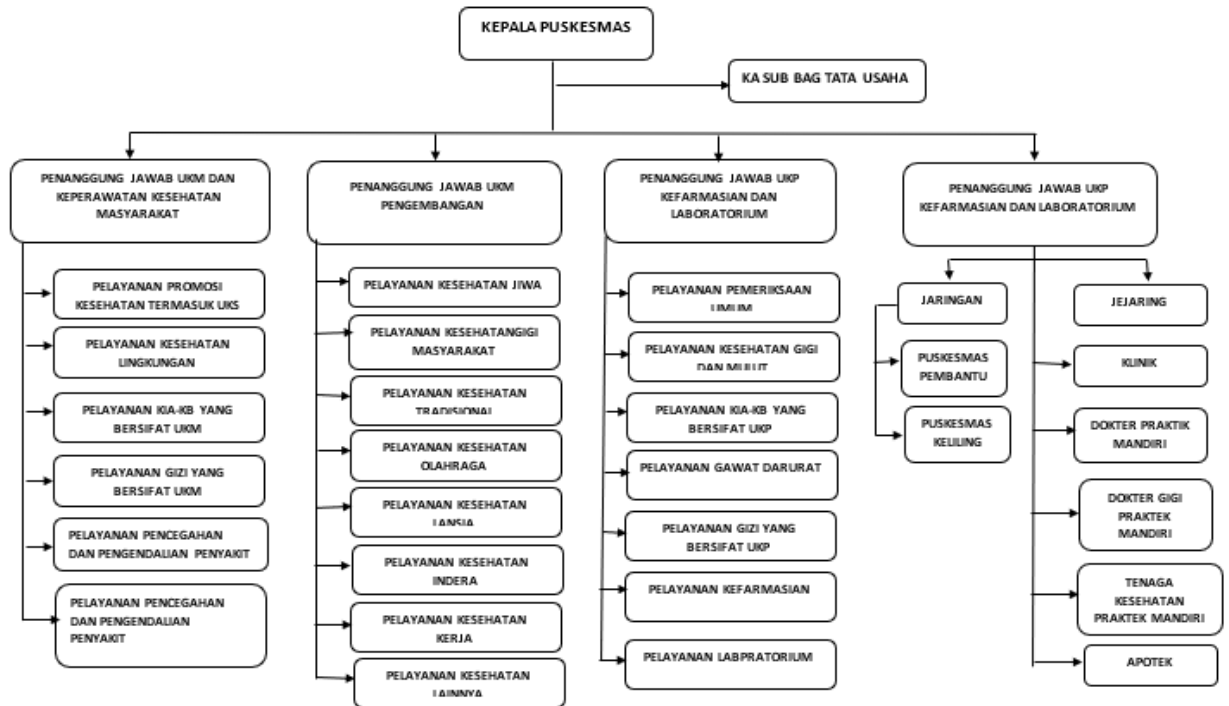 KEPALA PUSKESMAS
KA SUB BAG TATA USAHA
PENANGGUNG JAWAB UKM DAN
KEPERAWATAN KESEHATAN
MASYARAKAT
PELAYANAN PROMOSI
KESEHATAN TERMASUK UKS
PELAYANAN KESEHATAN
LINGKUNGAN
PELAYANAN KIA-KB YANG
BERSIFAT UKM
PELAYANAN GIZI YANG
BERSIFAT UKM
PELAYANAN PENCEGAHAN
DAN PENGENDALIAN PENYAKIT
PELAYANAN PENCEGAHAN
DAN PENGENDALIAN
PENYAKIT
PENANGGUNG JAWAB UKM
PENGEMBANGAN
PELAYANAN KESEHATAN JIWA
PELAYANAN KESEHATANGIGI
MASYARAKAT
PELAYANAN KESEHATAN
TRADISIONAL
PELAYANAN KESEHATAN
OLAHRAGA
PELAYANAN KESEHATAN
LANSIA
PELAYANAN KESEHATAN
INDERA
PELAYANAN KESEHATAN
KERJA
PELAYANAN KESEHATAN
LAINNYA
PENANGGUNG JAWAB UKP
KEFARMASIAN DAN
LABORATORIUM
PELAYANAN PEMERIKSAAN
UMUM
PELAYANAN KESEHATAN GIGI
DAN MULUT
PELAYANAN KIA-KB YANG
BERSIFAT UKP
PELAYANAN GAWAT DARURAT
PELAYANAN GIZI YANG
BERSIFAT UKP
PELAYANAN KEFARMASIAN
PELAYANAN LABPRATORIUM
PENANGGUNG JAWAB UKP
KEFARMASIAN DAN LABORATORIUM
JARINGAN
PUSKESMAS
PEMBANTU
PUSKESMAS
KELILING
JEJARING
KLINIK
DOKTER PRAKTIK
MANDIRI
DOKTER GIGI
PRAKTEK
MANDIRI
TENAGA
KESEHATAN
PRAKTEK MANDIRI
APOTEK